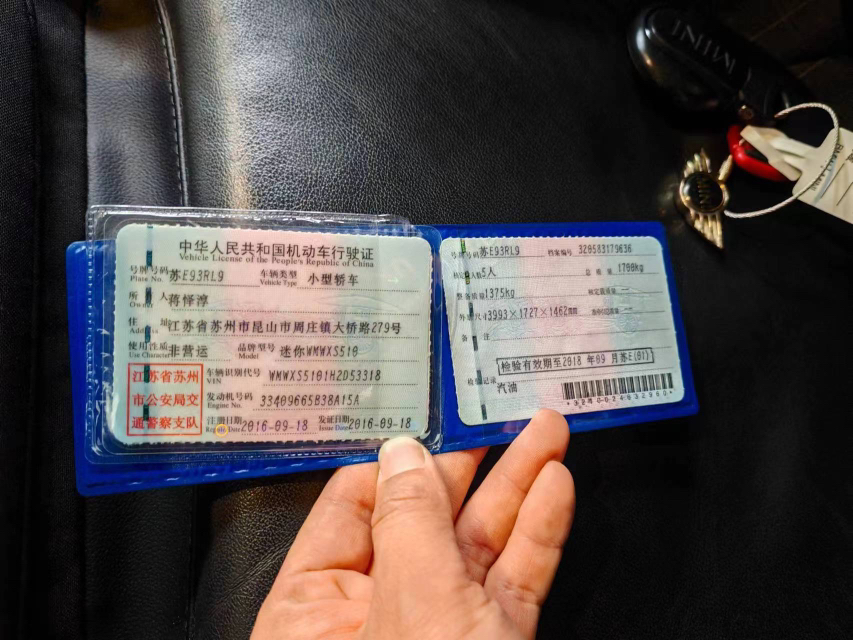 中华人民共和国机动车行驶证
Vehicle License of the People's Republic of China
号牌号码 苏E93RL9 车辆类型 小型轿车
Plate No. Vehicle Type
所有人 蒋怿淳
Owner
住址 江苏省苏州市昆山市周庄镇大桥路279号
Address
使用性质 非营运 品牌型号 迷你WMWXS510
Use Character Model
江苏省苏州
市公安局交
通警察支队
车辆识别代号 WMWXS5101H2D53318
VIN
发动机号码 33409665B38A15A
Engine No.
注册日期 2016-09-18 发证日期 2016-09-18
Register Date Issue Date
号牌号码 苏E93RL9 档案编号 320583179636
核定人数 5人 总质量 1700kg
整备质量 1375kg 核定载质量 --
外廓尺寸 3993×1727×1462mm
备注
检验有效期至2018 年09 月苏E(01)
检验记录
汽油
MINI